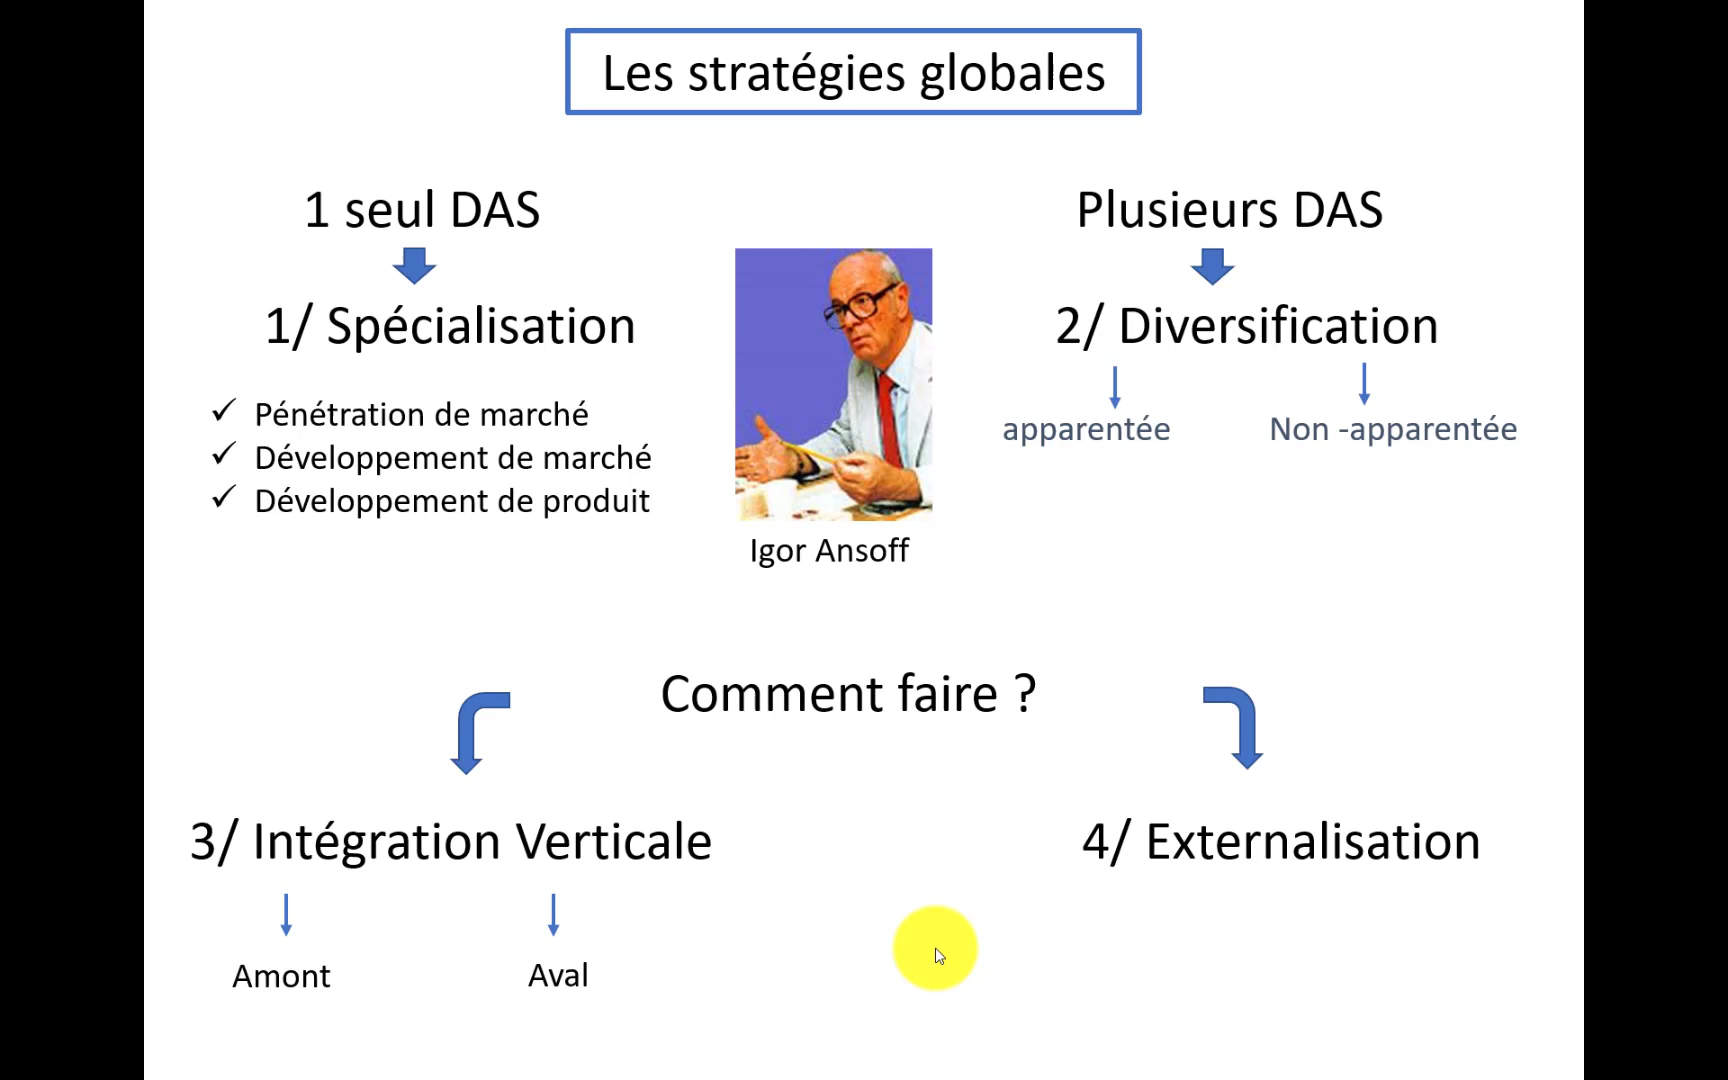 Les stratégies globales
1 seul DAS
Plusieurs DAS
1/ Spécialisation
2/ Diversification
Pénétration de marché
Développement de marché
Développement de produit
apparentée
Non -apparentée
Igor Ansoff
Comment faire ?
3/ Intégration Verticale
4/ Externalisation
Amont
Aval